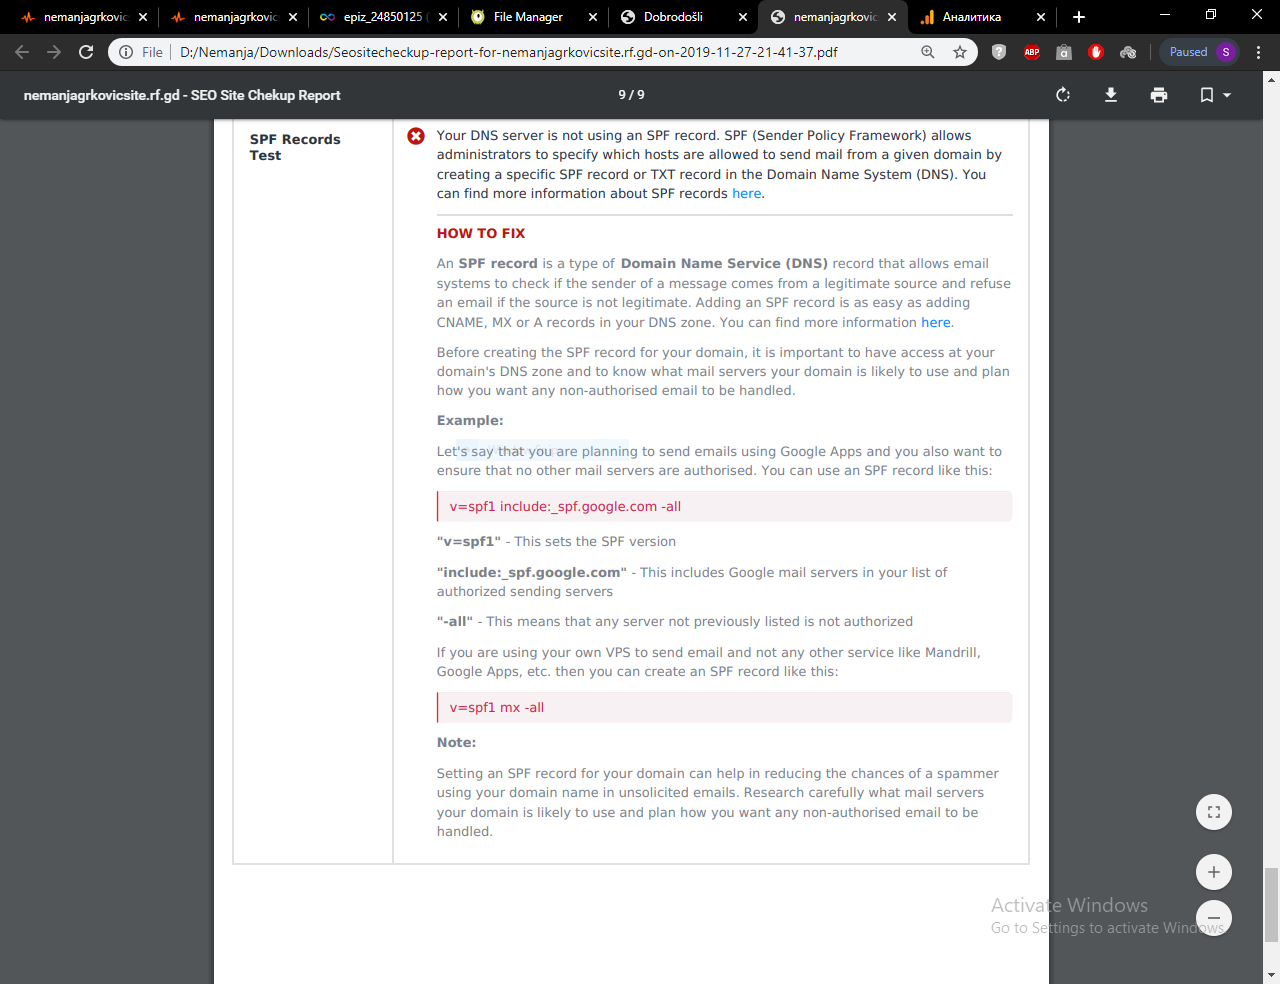 nemanjagrkovic
nemanjagrkovic
epiz_24850125 (
File Manager
Dobrodošli
nemanjagrkovic
Аналитика
File
D:/Nemanja/Downloads/Seositecheckup-report-for-nemanjagrkovicsite.rf.gd-on-2019-11-27-21-41-37.pdf
ABP
a
Paused
S
nemanjagrkovicsite.rf.gd - SEO Site Chekup Report
9 / 9
SPF Records
Test
Your DNS server is not using an SPF record. SPF (Sender Policy Framework) allows
administrators to specify which hosts are allowed to send mail from a given domain by
creating a specific SPF record or TXT record in the Domain Name System (DNS). You
can find more information about SPF records here.
HOW TO FIX
An SPF record is a type of Domain Name Service (DNS) record that allows email
systems to check if the sender of a message comes from a legitimate source and refuse
an email if the source is not legitimate. Adding an SPF record is as easy as adding
CNAME, MX or A records in your DNS zone. You can find more information here.
Before creating the SPF record for your domain, it is important to have access at your
domain's DNS zone and to know what mail servers your domain is likely to use and plan
how you want any non-authorised email to be handled.
Example:
Let's say that you are planning to send emails using Google Apps and you also want to
ensure that no other mail servers are authorised. You can use an SPF record like this:
v=spf1 include:_spf.google.com -all
"v=spf1" - This sets the SPF version
"include:_spf.google.com" - This includes Google mail servers in your list of
authorized sending servers
"-all" - This means that any server not previously listed is not authorized
If you are using your own VPS to send email and not any other service like Mandrill,
Google Apps, etc. then you can create an SPF record like this:
v=spf1 mx -all
Note:
Setting an SPF record for your domain can help in reducing the chances of a spammer
using your domain name in unsolicited emails. Research carefully what mail servers
your domain is likely to use and plan how you want any non-authorised email to be
handled.
Activate Windows
Go to Settings to activate Windows.